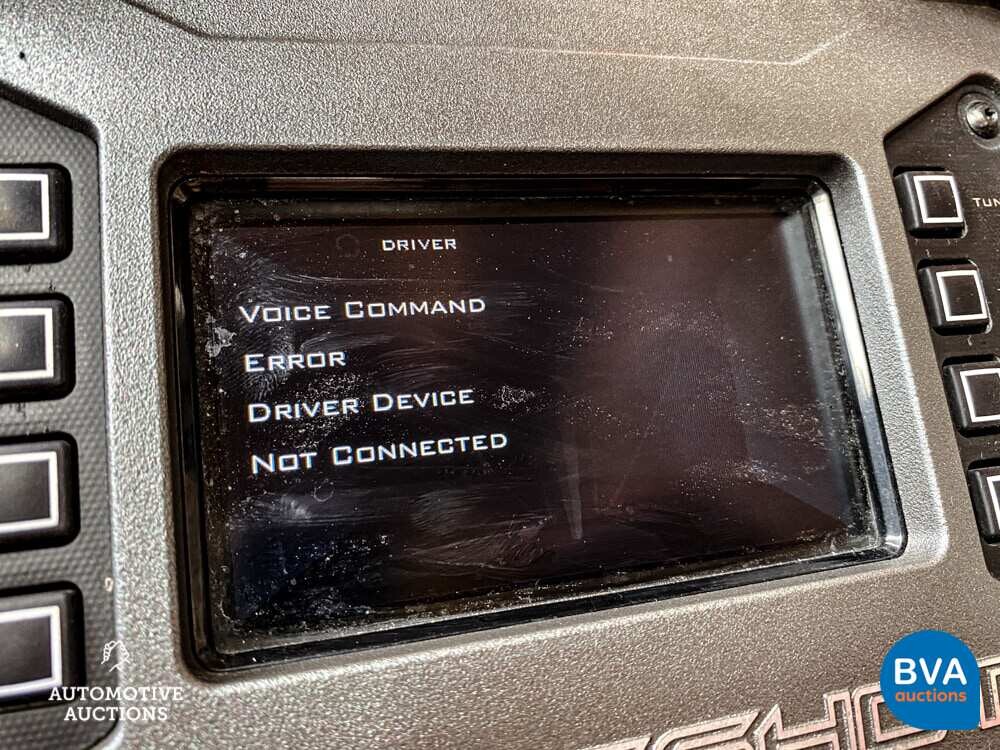 DRIVER
VOICE COMMAND
ERROR
DRIVER DEVICE
NOT CONNECTED
AUTOMOTIVE
AUCTIONS
BVA
auctions